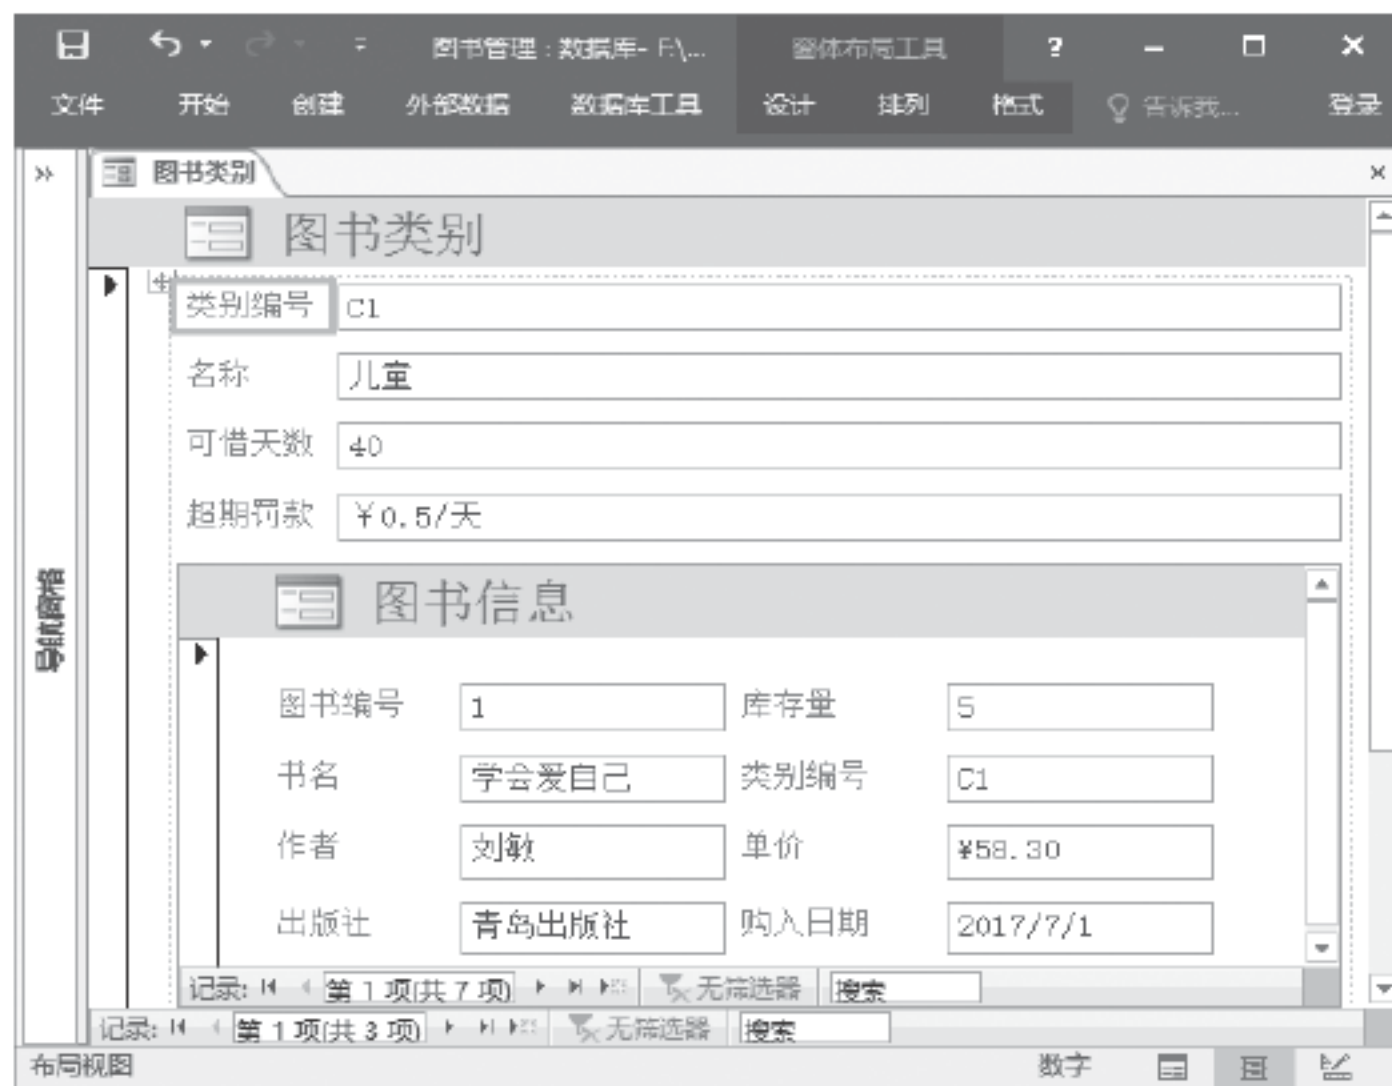 图书管理 : 数据库- F:\... 窗体布局工具 ?
文件 开始 创建 外部数据 数据库工具 设计 排列 格式 告诉我... 登录
图书类别
图书类别
类别编号 C1
名称 儿童
可借天数 40
超期罚款 ￥0.5/天
导航窗格
图书信息
图书编号 1 库存量 5
书名 学会爱自己 类别编号 C1
作者 刘敏 单价 ¥58.30
出版社 青岛出版社 购入日期 2017/7/1
记录: 第 1 项(共 7 项) 无筛选器 搜索
记录: 第 1 项(共 3 项) 无筛选器 搜索
布局视图 数字